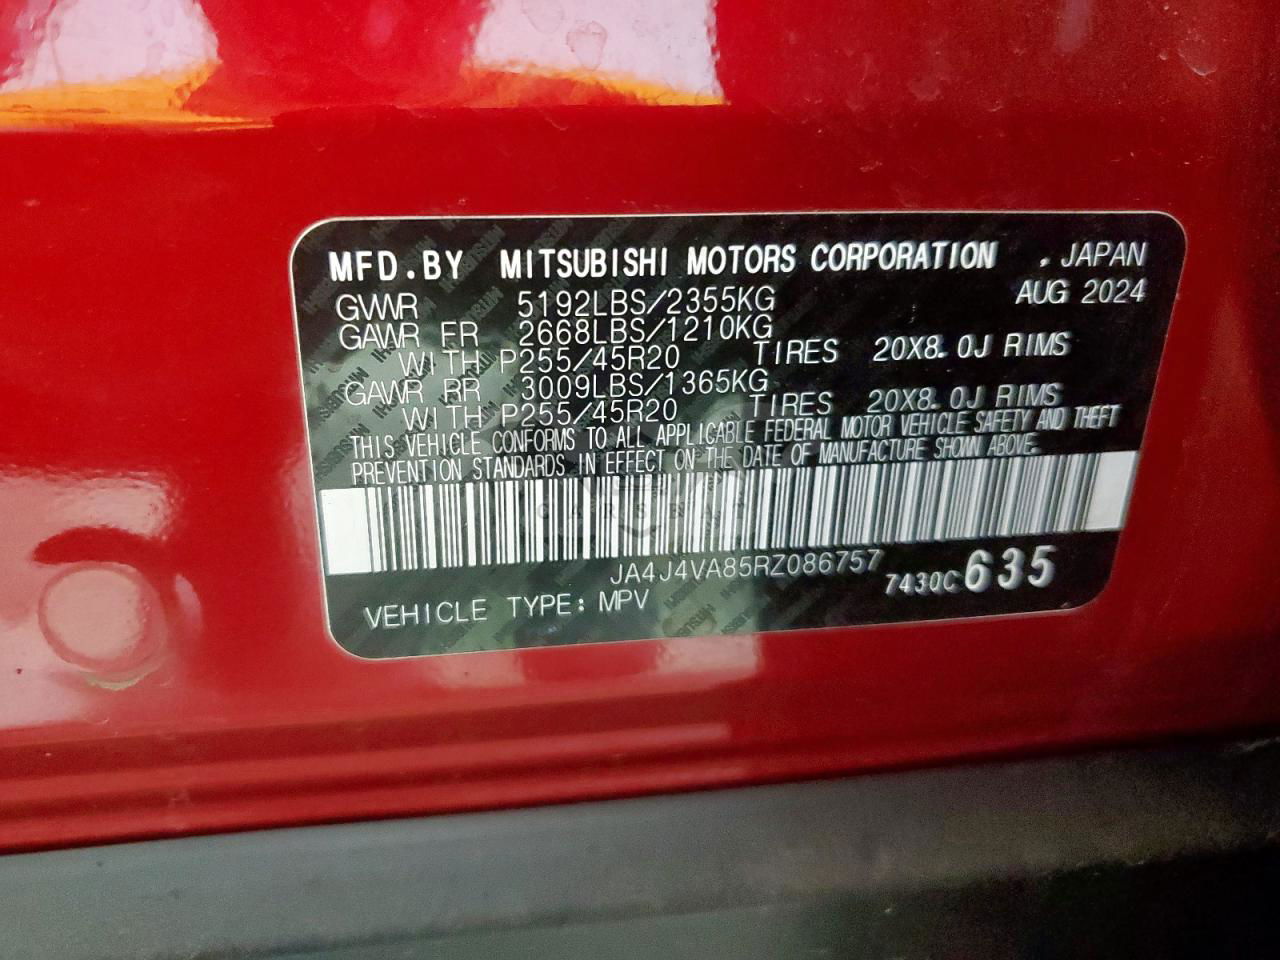 MFD.BY MITSUBISHI MOTORS CORPORATION , JAPAN
AUG 2024
GVWR 5192LBS/2355KG
GAWR FR 2668LBS/1210KG
WITH P255/45R20 TIRES 20X8.0J RIMS
GAWR RR 3009LBS/1365KG
WITH P255/45R20 TIRES 20X8.0J RIMS
THIS VEHICLE CONFORMS TO ALL APPLICABLE FEDERAL MOTOR VEHICLE SAFETY AND THEFT
PREVENTION STANDARDS IN EFFECT ON THE DATE OF MANUFACTURE SHOWN ABOVE.
JA4J4VA85RZ086757
7430C635
VEHICLE TYPE: MPV